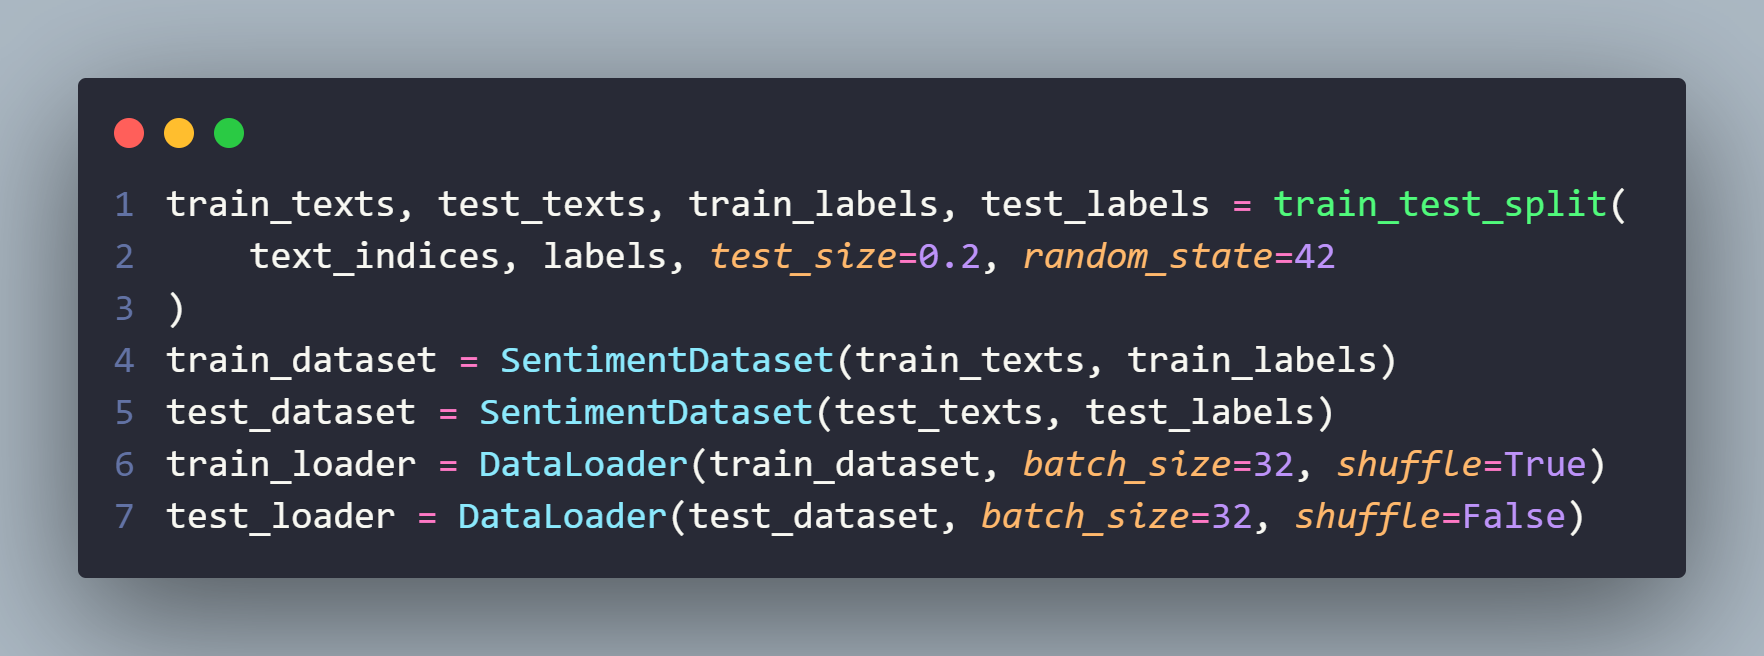 1 train_texts, test_texts, train_labels, test_labels = train_test_split(
2     text_indices, labels, test_size=0.2, random_state=42
3 )
4 train_dataset = SentimentDataset(train_texts, train_labels)
5 test_dataset = SentimentDataset(test_texts, test_labels)
6 train_loader = DataLoader(train_dataset, batch_size=32, shuffle=True)
7 test_loader = DataLoader(test_dataset, batch_size=32, shuffle=False)